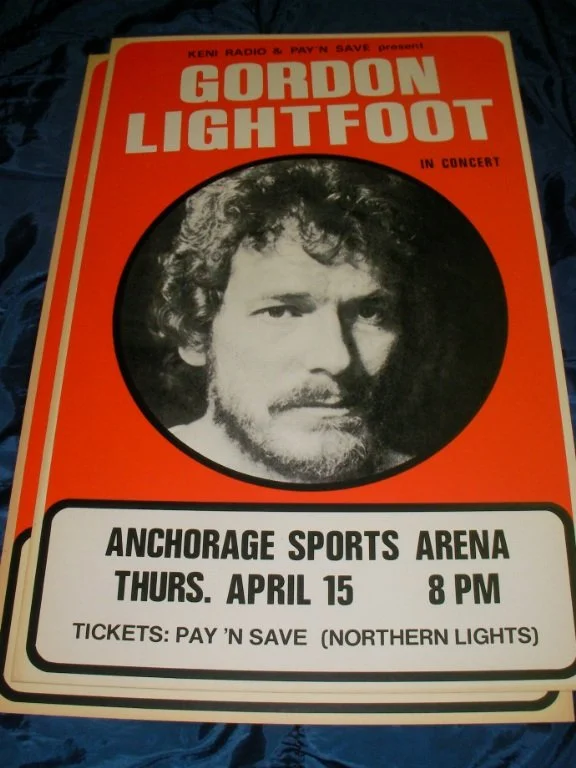 KENI RADIO & PAY'N SAVE present
GORDON
LIGHTFOOT
IN CONCERT
ANCHORAGE SPORTS ARENA
THURS. APRIL 15 8 PM
TICKETS: PAY 'N SAVE (NORTHERN LIGHTS)